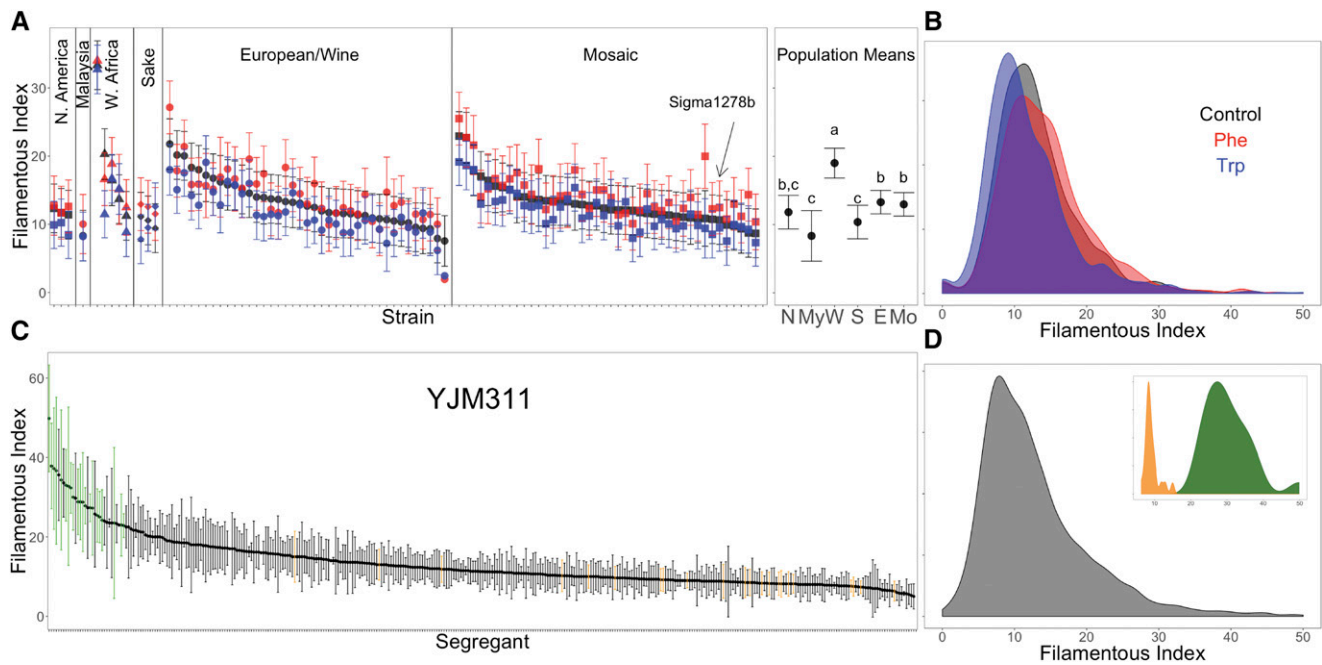 A
N. America
Malaysia
W. Africa
Sake
European/Wine
Mosaic
Sigma1278b
Population Means
a
b,c
c
c
b
b
Filamentous Index
30
20
10
0
Strain
N My W S E Mo
B
Control
Phe
Trp
0 10 20 30 40 50
Filamentous Index
C
YJM311
Filamentous Index
60
40
20
0
Segregant
D
10 20 30 40 50
0 10 20 30 40 50
Filamentous Index